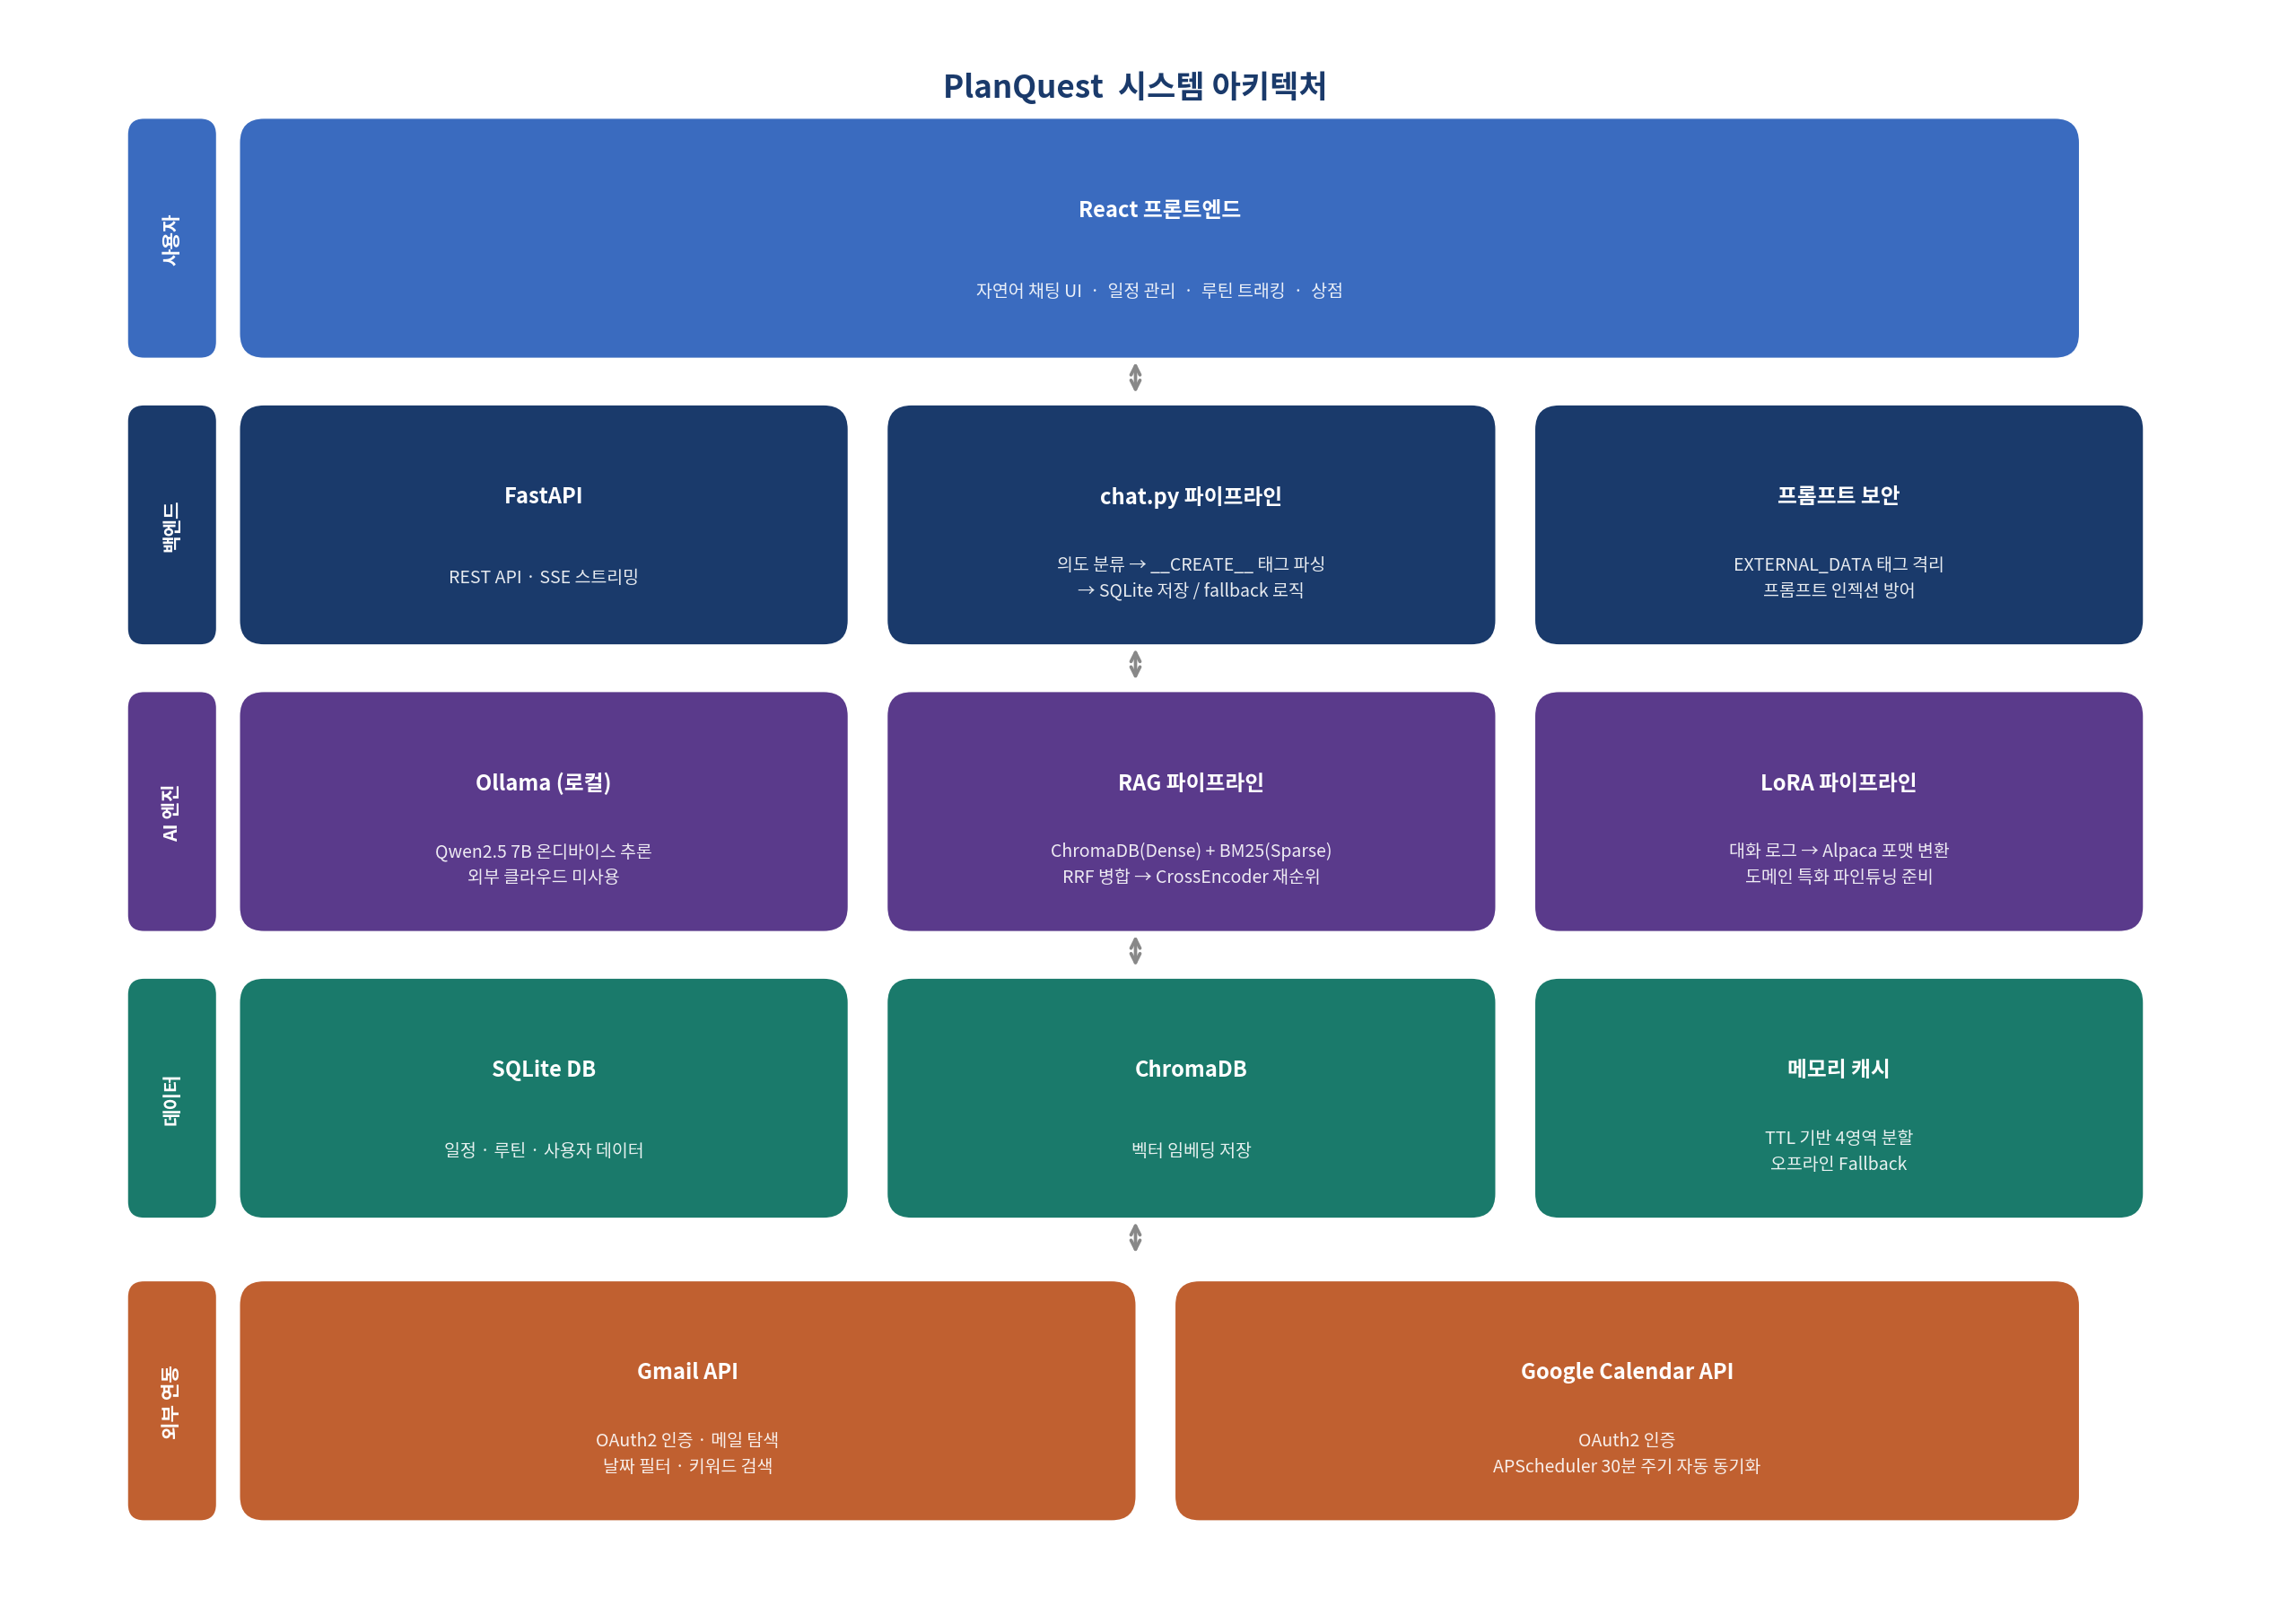 PlanQuest 시스템 아키텍처
사용자
React 프론트엔드
자연어 채팅 UI · 일정 관리 · 루틴 트래킹 · 상점
백엔드
FastAPI
REST API · SSE 스트리밍
chat.py 파이프라인
의도 분류 → __CREATE__ 태그 파싱
→ SQLite 저장 / fallback 로직
프롬프트 보안
EXTERNAL_DATA 태그 격리
프롬프트 인젝션 방어
AI 엔진
Ollama (로컬)
Qwen2.5 7B 온디바이스 추론
외부 클라우드 미사용
RAG 파이프라인
ChromaDB(Dense) + BM25(Sparse)
RRF 병합 → CrossEncoder 재순위
LoRA 파이프라인
대화 로그 → Alpaca 포맷 변환
도메인 특화 파인튜닝 준비
데이터
SQLite DB
일정 · 루틴 · 사용자 데이터
ChromaDB
벡터 임베딩 저장
메모리 캐시
TTL 기반 4영역 분할
오프라인 Fallback
외부 연동
Gmail API
OAuth2 인증 · 메일 탐색
날짜 필터 · 키워드 검색
Google Calendar API
OAuth2 인증
APScheduler 30분 주기 자동 동기화